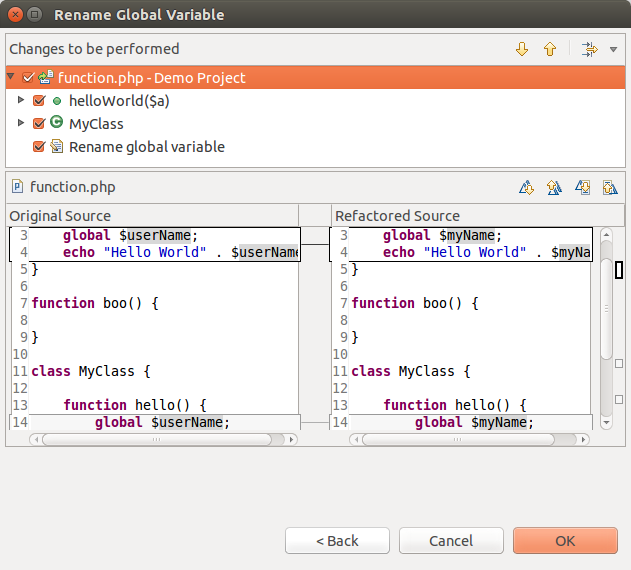 Rename Global Variable
Changes to be performed
function.php - Demo Project
helloWorld($a)
MyClass
Rename global variable
function.php
Original Source
3 global $userName;
4 echo "Hello World" . $userName
5 }
6
7 function boo() {
8
9 }
10
11 class MyClass {
12
13 function hello() {
14 global $userName;
Refactored Source
3 global $myName;
4 echo "Hello World" . $myNa
5 }
6
7 function boo() {
8
9 }
10
11 class MyClass {
12
13 function hello() {
14 global $myName;
< Back
Cancel
OK